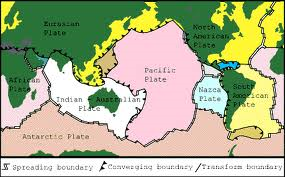 Eurasian
Plate
North
American
Plate
African
Plate
Pacific
Plate
Indian - Australian
Plate
Nazca
Plate
South
American
Plate
Antarctic Plate
Spreading boundary
Converging boundary
Transform boundary